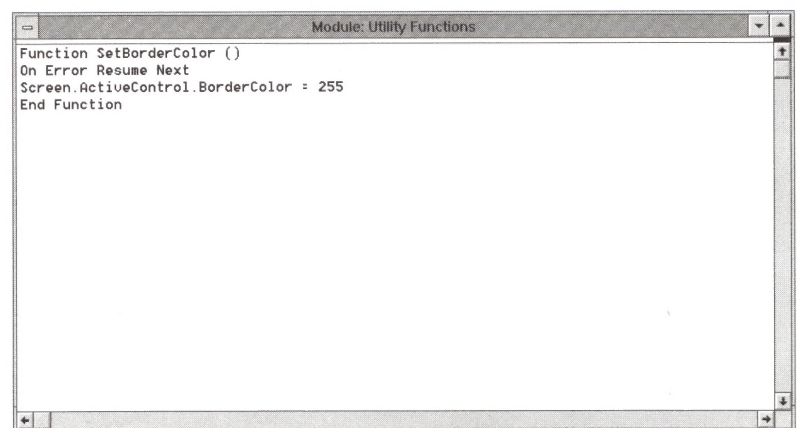 Module: Utility Functions
Function SetBorderColor ()
On Error Resume Next
Screen.ActiveControl.BorderColor = 255
End Function